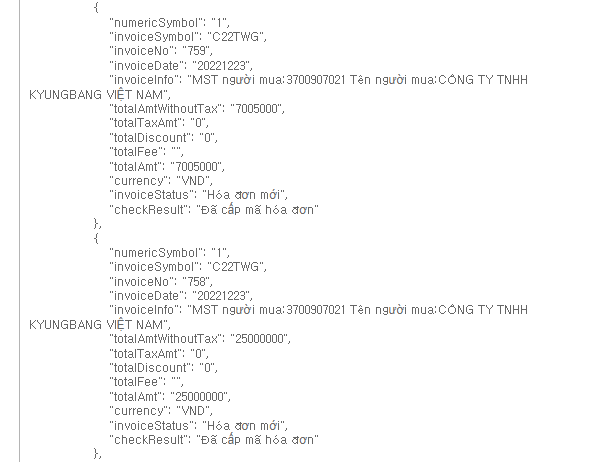 {
"numericSymbol": "1",
"invoiceSymbol": "C22TWG",
"invoiceNo": "759",
"invoiceDate": "20221223",
"invoiceInfo": "MST người mua:3700907021 Tên người mua:CÔNG TY TNHH
KYUNGBANG VIỆT NAM",
"totalAmtWithoutTax": "7005000",
"totalTaxAmt": "0",
"totalDiscount": "0",
"totalFee": "",
"totalAmt": "7005000",
"currency": "VND",
"invoiceStatus": "Hóa đơn mới",
"checkResult": "Đã cấp mã hóa đơn"
},
{
"numericSymbol": "1",
"invoiceSymbol": "C22TWG",
"invoiceNo": "758",
"invoiceDate": "20221223",
"invoiceInfo": "MST người mua:3700907021 Tên người mua:CÔNG TY TNHH
KYUNGBANG VIỆT NAM",
"totalAmtWithoutTax": "25000000",
"totalTaxAmt": "0",
"totalDiscount": "0",
"totalFee": "",
"totalAmt": "25000000",
"currency": "VND",
"invoiceStatus": "Hóa đơn mới",
"checkResult": "Đã cấp mã hóa đơn"
},